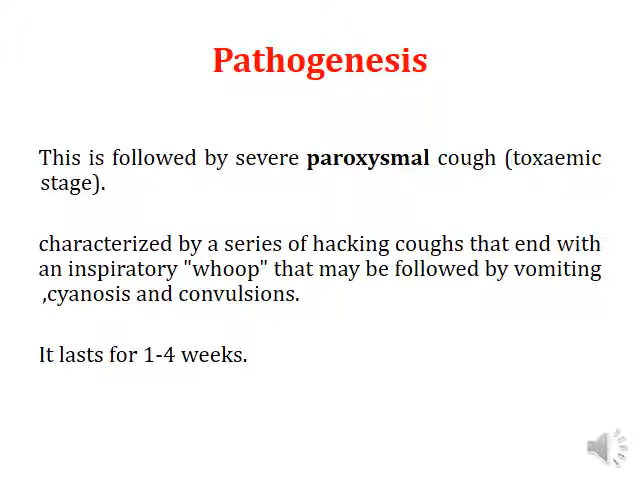 Pathogenesis
This is followed by severe paroxysmal cough (toxaemic
stage).
characterized by a series of hacking coughs that end with
an inspiratory "whoop" that may be followed by vomiting
,cyanosis and convulsions.
It lasts for 1-4 weeks.